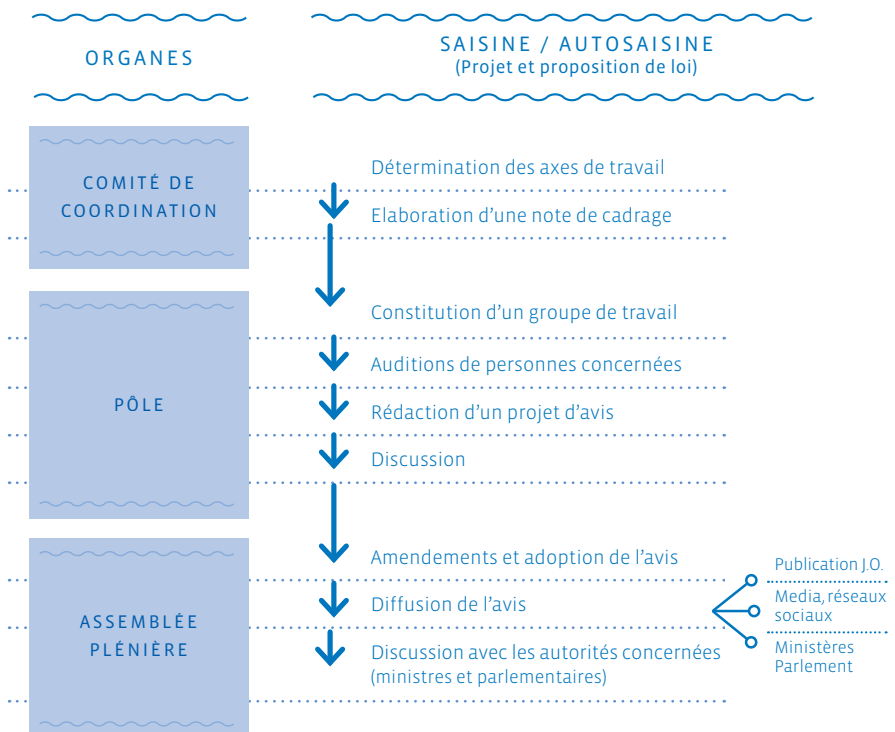 ORGANES
SAISINE / AUTOSAISINE
(Projet et proposition de loi)
COMITÉ DE
COORDINATION
Détermination des axes de travail
Elaboration d’une note de cadrage
PÔLE
Constitution d’un groupe de travail
Auditions de personnes concernées
Rédaction d’un projet d’avis
Discussion
ASSEMBLÉE
PLÉNIÈRE
Amendements et adoption de l’avis
Diffusion de l’avis
Discussion avec les autorités concernées
(ministres et parlementaires)
Publication J.O.
Media, réseaux
sociaux
Ministères
Parlement